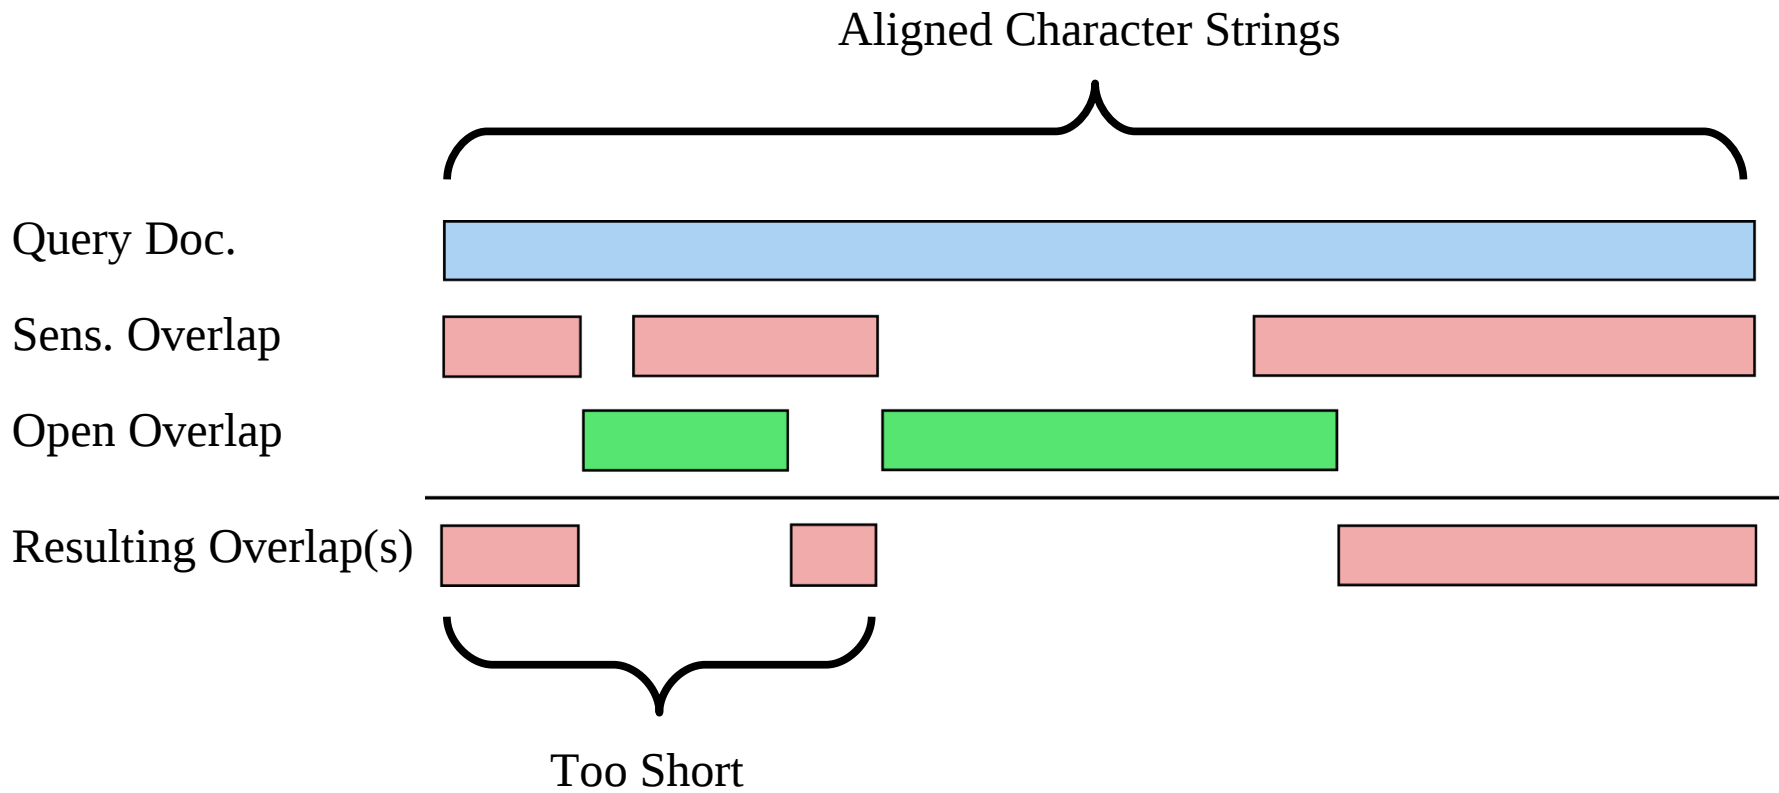 Aligned Character Strings
Query Doc.
Sens. Overlap
Open Overlap
Resulting Overlap(s)
Too Short